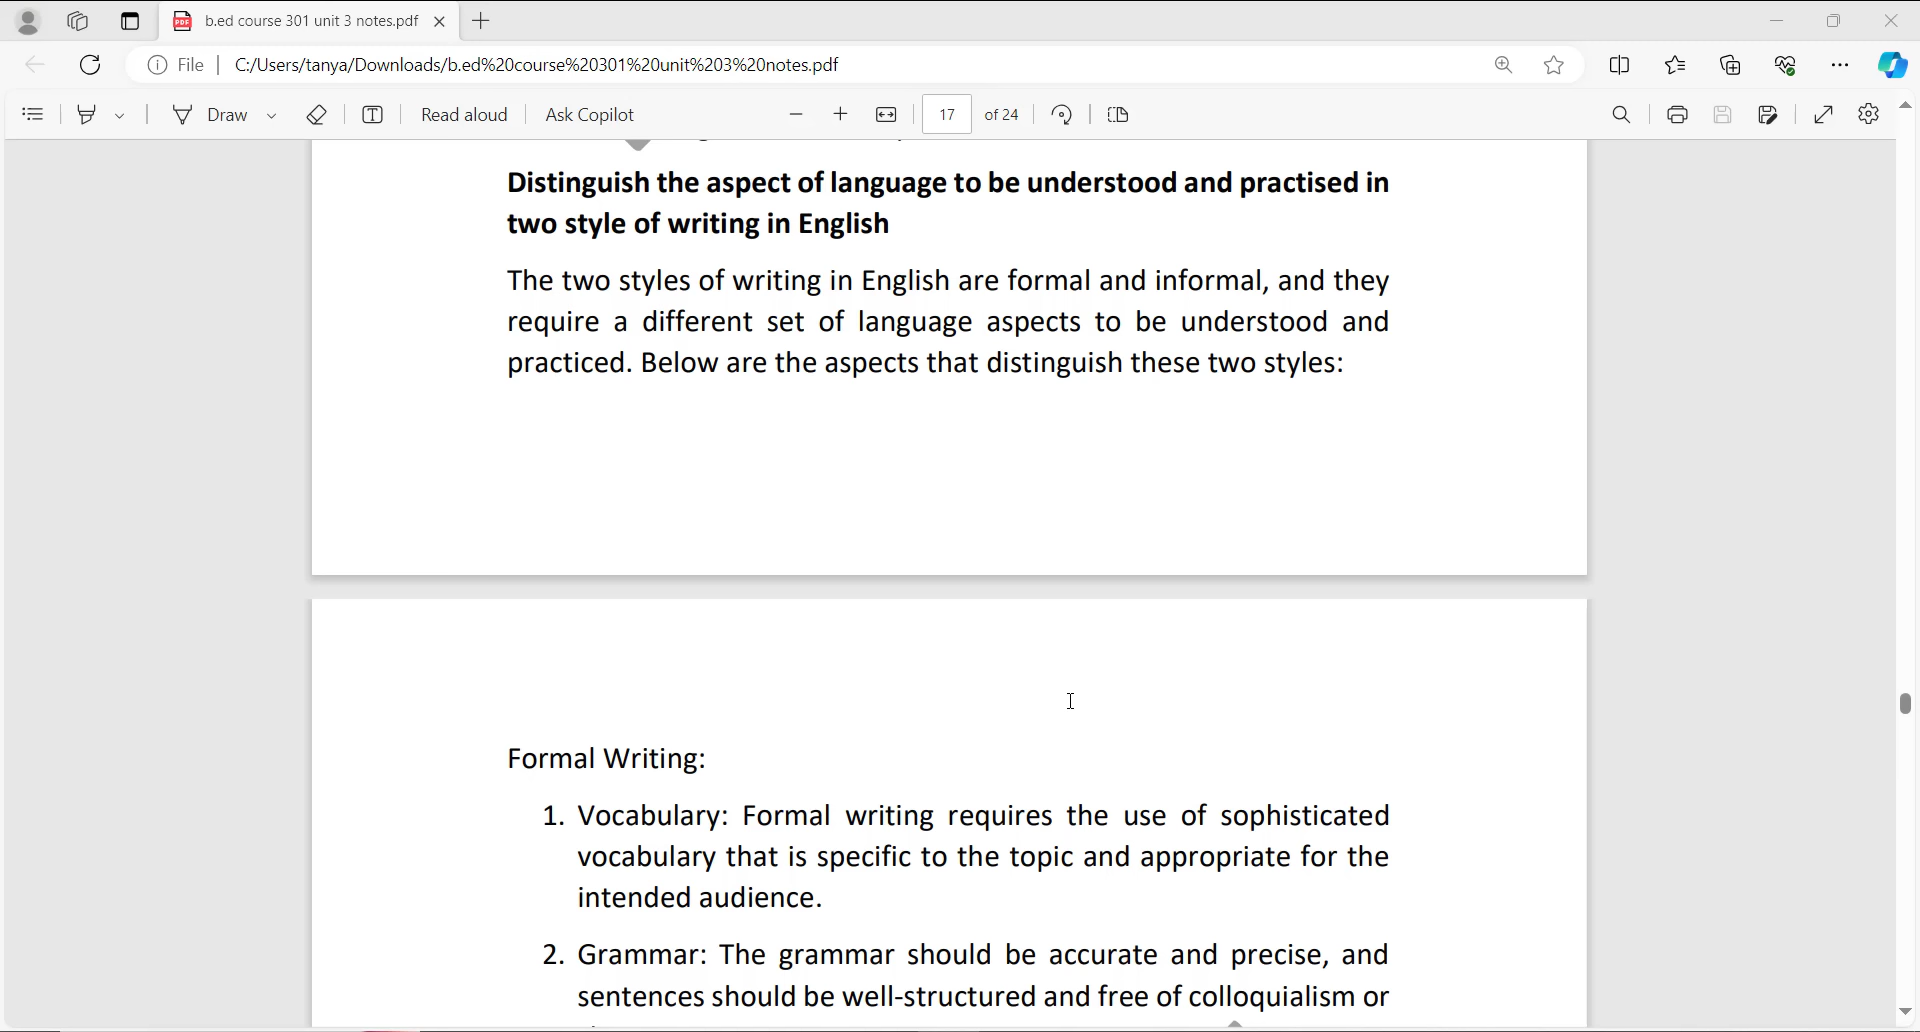 b.ed course 301 unit 3 notes.pdf
File
C:/Users/tanya/Downloads/b.ed%20course%20301%20unit%203%20notes.pdf
Draw
Read aloud
Ask Copilot
17 of 24
Distinguish the aspect of language to be understood and practised in
two style of writing in English
The two styles of writing in English are formal and informal, and they
require a different set of language aspects to be understood and
practiced. Below are the aspects that distinguish these two styles:
Formal Writing:
1. Vocabulary: Formal writing requires the use of sophisticated
vocabulary that is specific to the topic and appropriate for the
intended audience.
2. Grammar: The grammar should be accurate and precise, and
sentences should be well-structured and free of colloquialism or